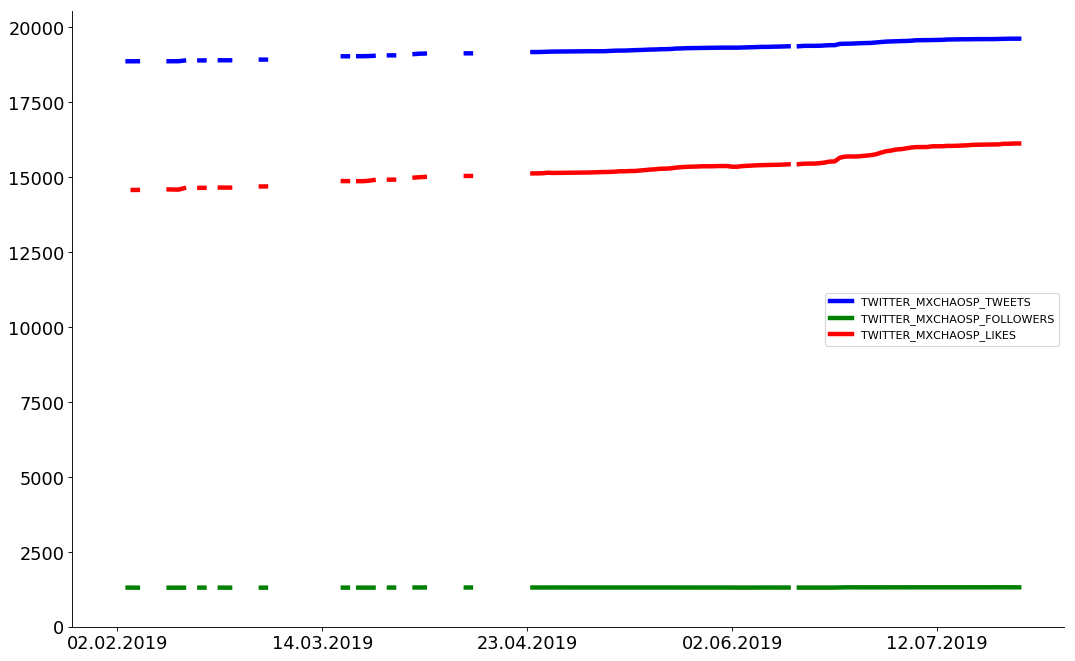 20000
17500
15000
12500
10000
7500
5000
2500
0
TWITTER_MXCHAOSP_TWEETS
TWITTER_MXCHAOSP_FOLLOWERS
TWITTER_MXCHAOSP_LIKES
02.02.2019 14.03.2019 23.04.2019 02.06.2019 12.07.2019